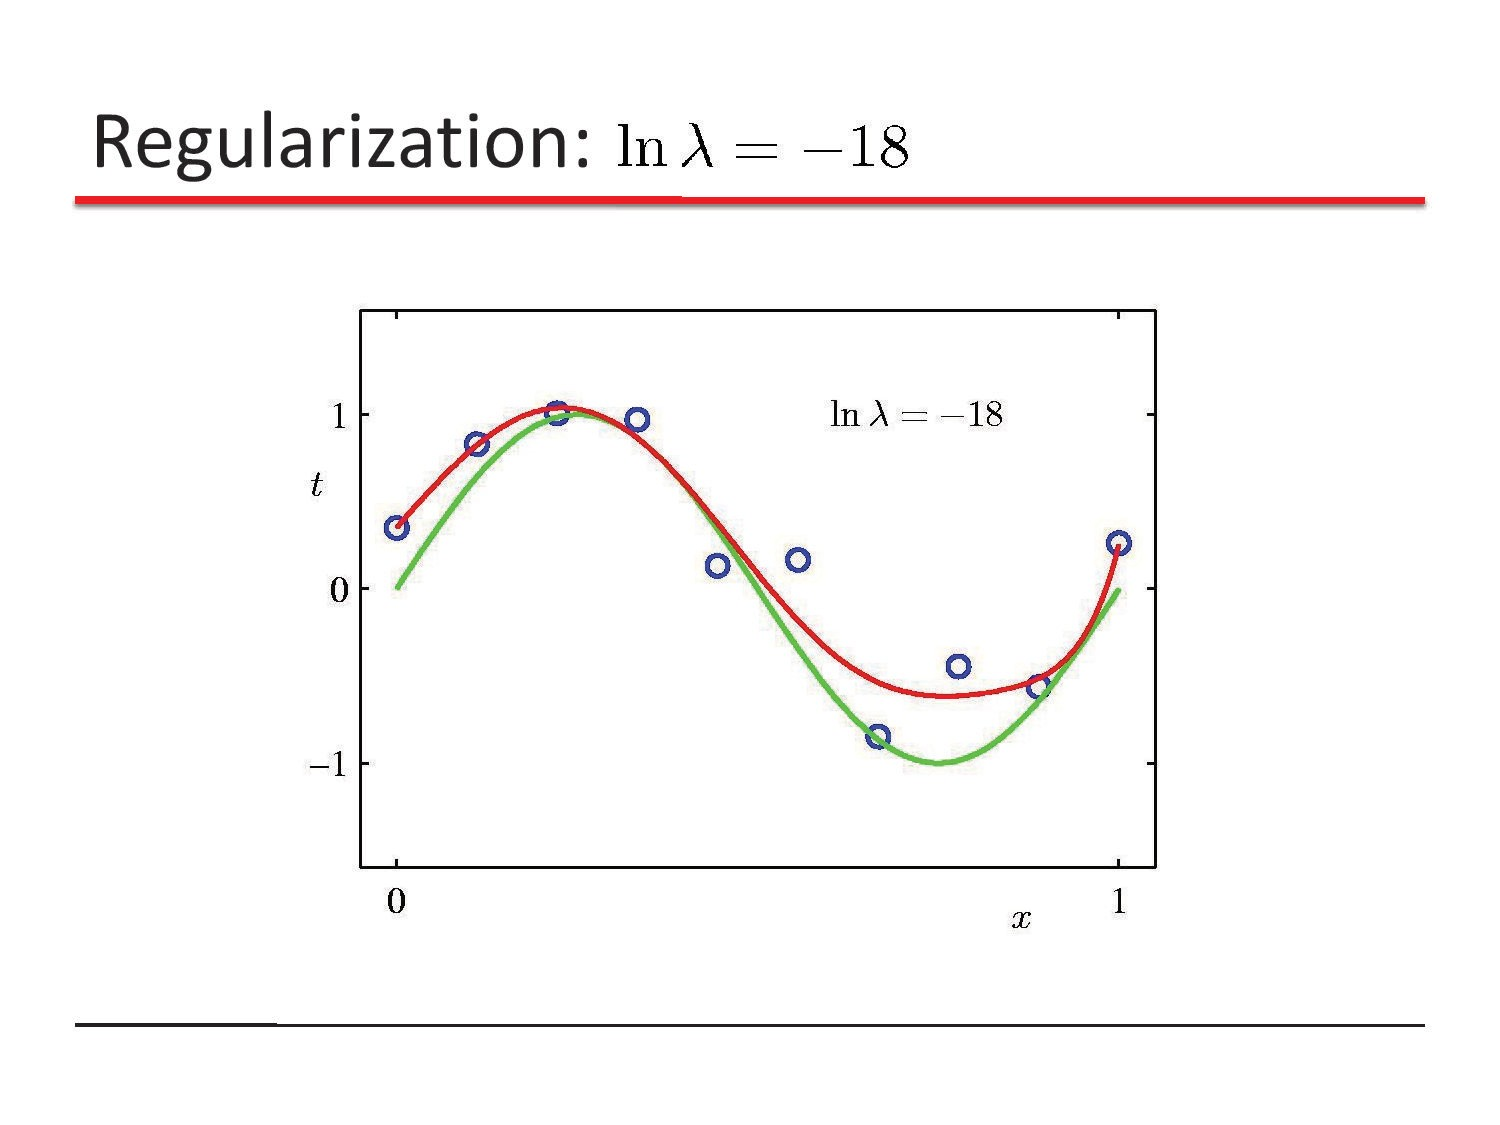 Regularization: ln λ = −18
ln λ = −18
1
t
0
−1
0
1
x